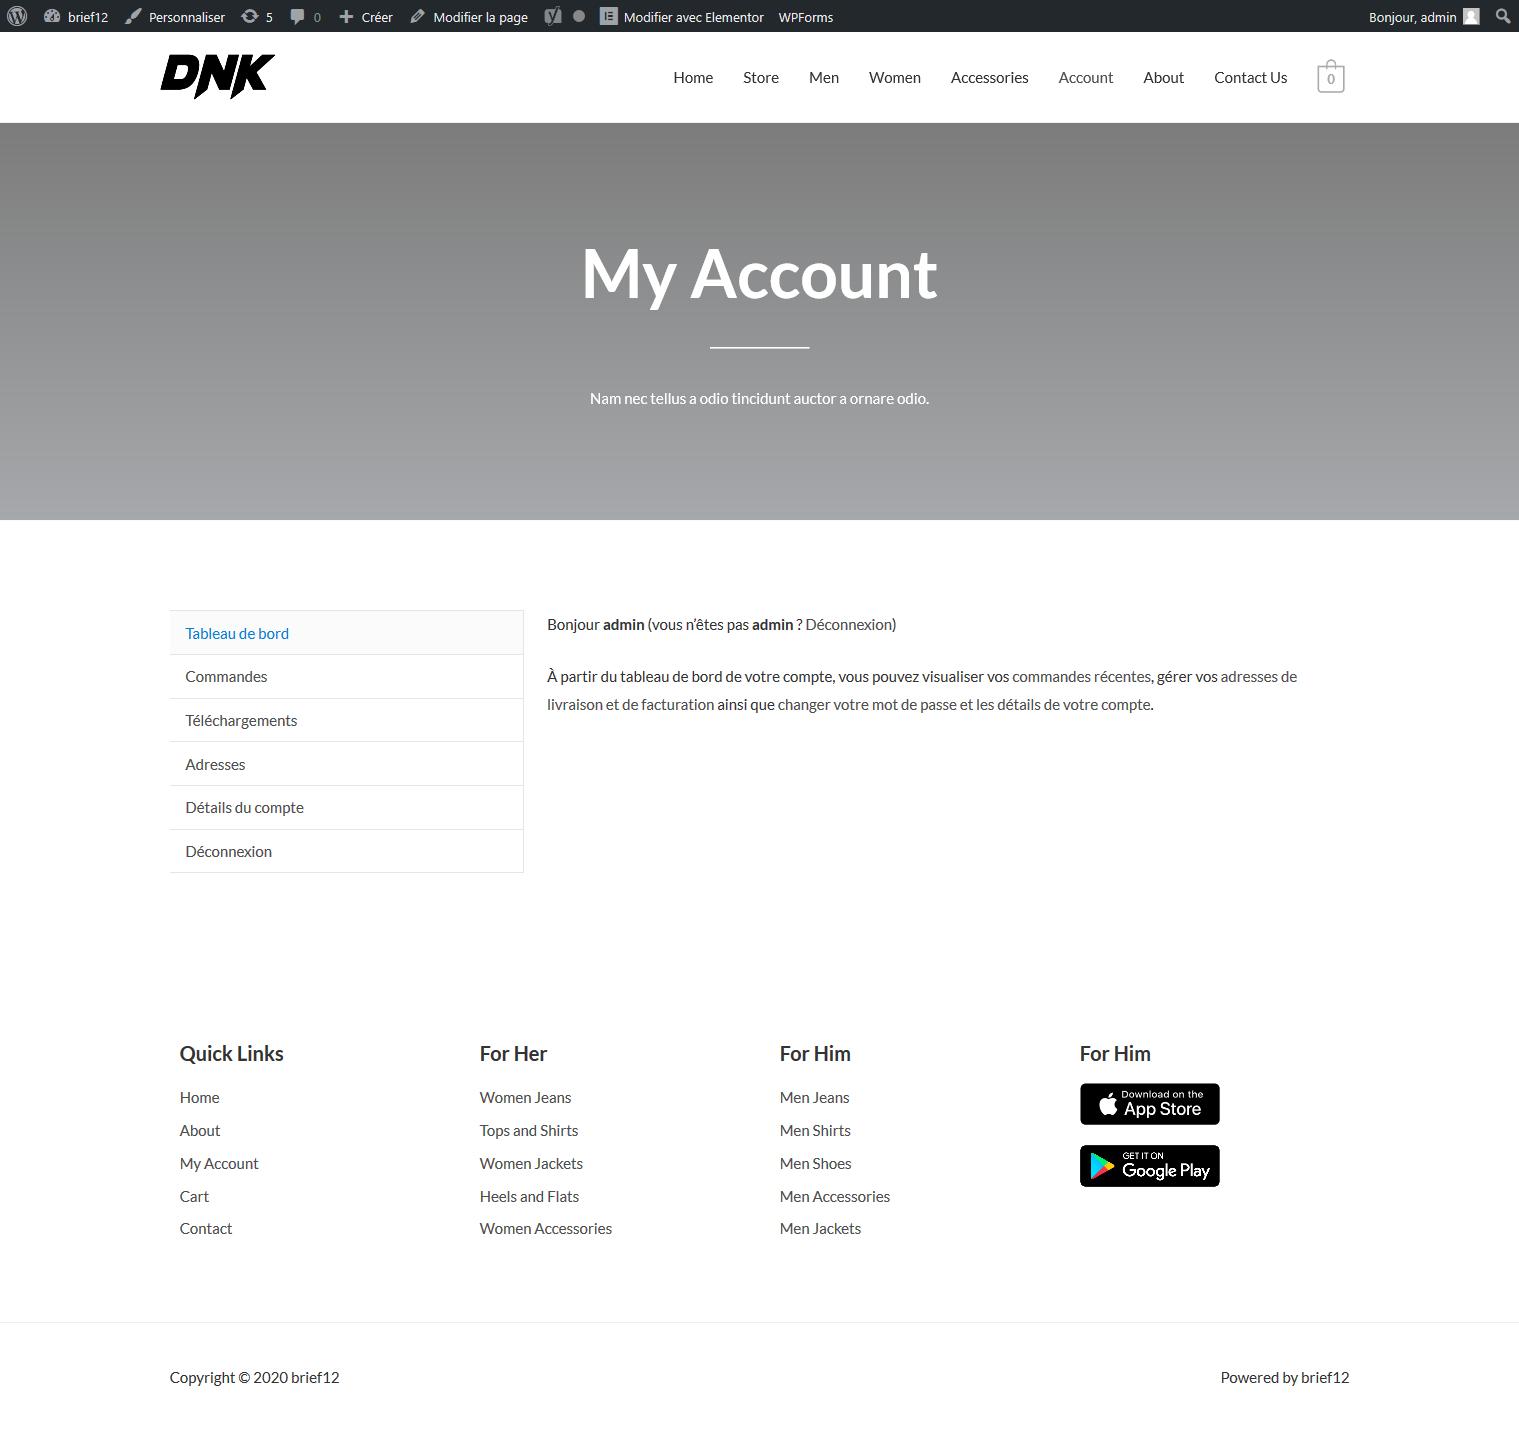 brief12 Personnaliser 5 0 Créer Modifier la page Modifier avec Elementor WPForms Bonjour, admin
DNK
Home Store Men Women Accessories Account About Contact Us 0
My Account
Nam nec tellus a odio tincidunt auctor a ornare odio.
Tableau de bord
Commandes
Téléchargements
Adresses
Détails du compte
Déconnexion
Bonjour admin (vous n’êtes pas admin ? Déconnexion)
À partir du tableau de bord de votre compte, vous pouvez visualiser vos commandes récentes, gérer vos adresses de
livraison et de facturation ainsi que changer votre mot de passe et les détails de votre compte.
Quick Links
Home
About
My Account
Cart
Contact
For Her
Women Jeans
Tops and Shirts
Women Jackets
Heels and Flats
Women Accessories
For Him
Men Jeans
Men Shirts
Men Shoes
Men Accessories
Men Jackets
For Him
Download on the
App Store
GET IT ON
Google Play
Copyright © 2020 brief12
Powered by brief12